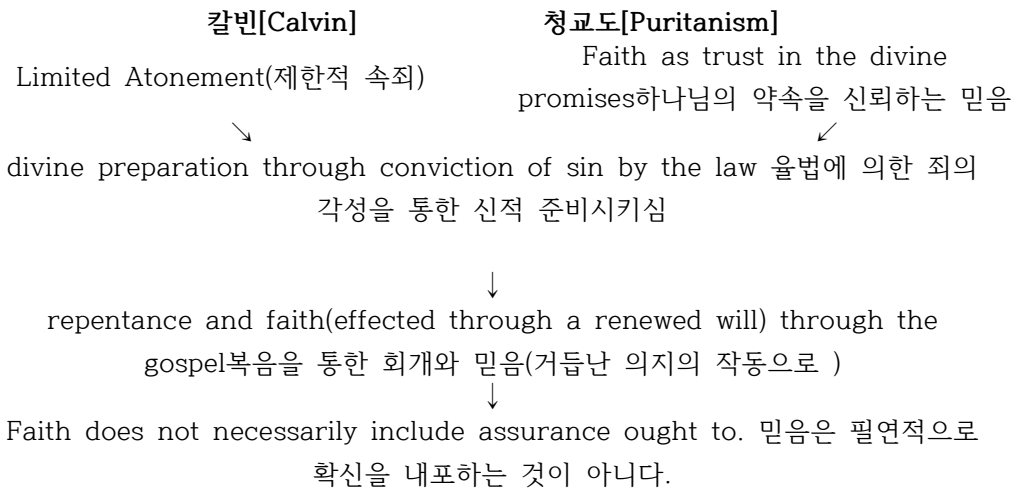 칼빈[Calvin] 청교도[Puritanism]
Limited Atonement(제한적 속죄)
Faith as trust in the divine
promises하나님의 약속을 신뢰하는 믿음
↘ ↙
divine preparation through conviction of sin by the law 율법에 의한 죄의
각성을 통한 신적 준비시키심
↓
repentance and faith(effected through a renewed will) through the
gospel복음을 통한 회개와 믿음(거듭난 의지의 작동으로 )
↓
Faith does not necessarily include assurance ought to. 믿음은 필연적으로
확신을 내포하는 것이 아니다.